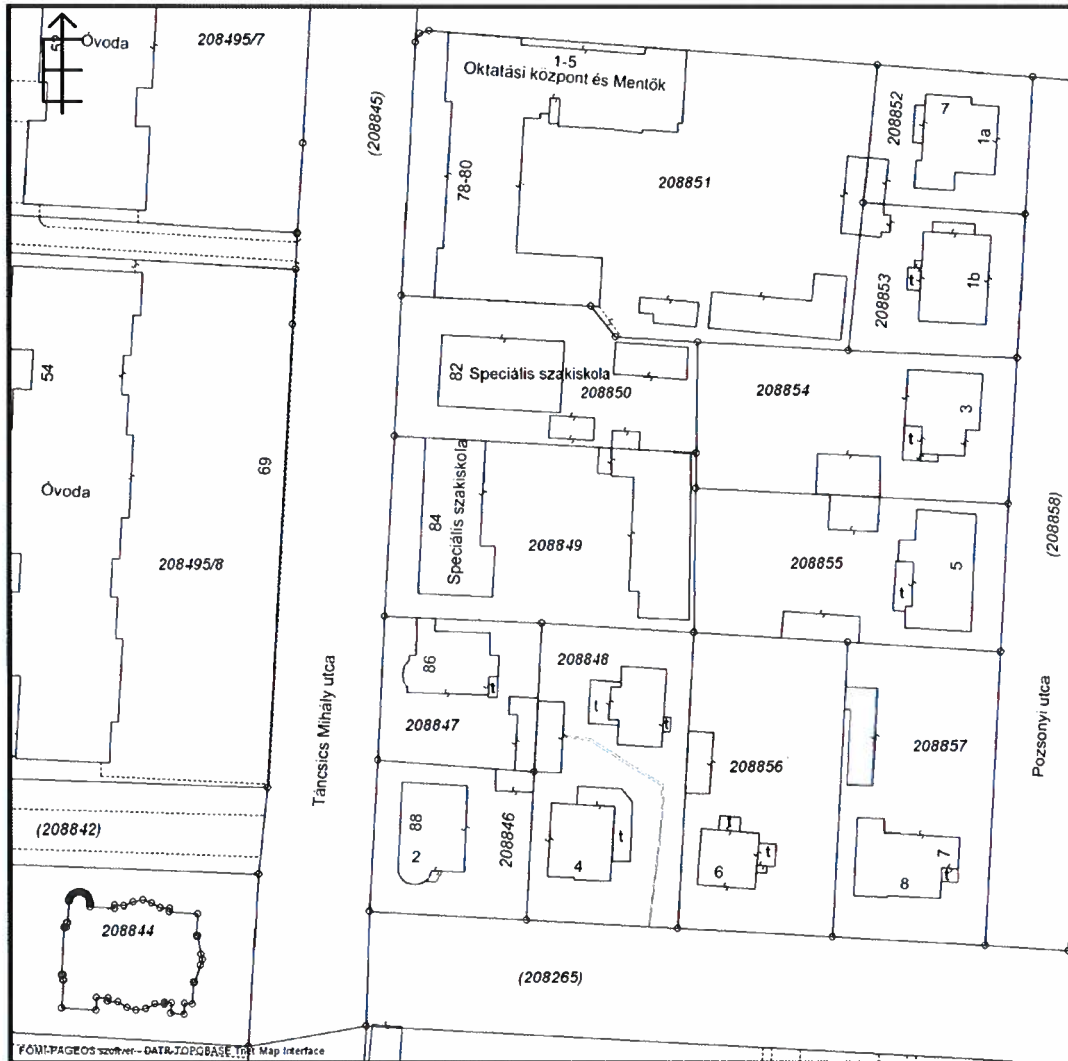 52
Óvoda
208495/7
(208845)
1-5
Oktatási központ és Mentők
78-80
208851
208852
7
1a
208853
t
1b
54
82
Speciális szakiskola
208850
208854
3
t
69
Óvoda
208495/8
84
Speciális szakiskola
208849
208855
t
5
(208858)
Táncsics Mihály utca
86
t
208847
208848
t
t
208856
208857
Pozsonyi utca
(208842)
88
2
208846
4
t
t
t
6
8
7
t
208844
(208265)
FÖMI-PAGEOS szoftver - DATR-TOPOBASE Tnet Map Interface